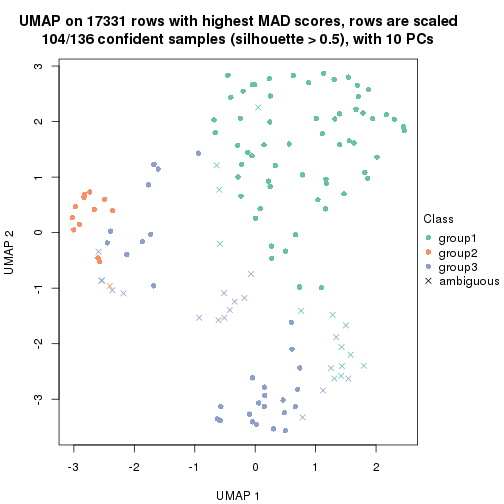 UMAP on 17331 rows with highest MAD scores, rows are scaled
104/136 confident samples (silhouette > 0.5), with 10 PCs
3
2
1
0
-1
-2
-3
UMAP 2
-3
-2
-1
0
1
2
UMAP 1
Class
group1
group2
group3
ambiguous